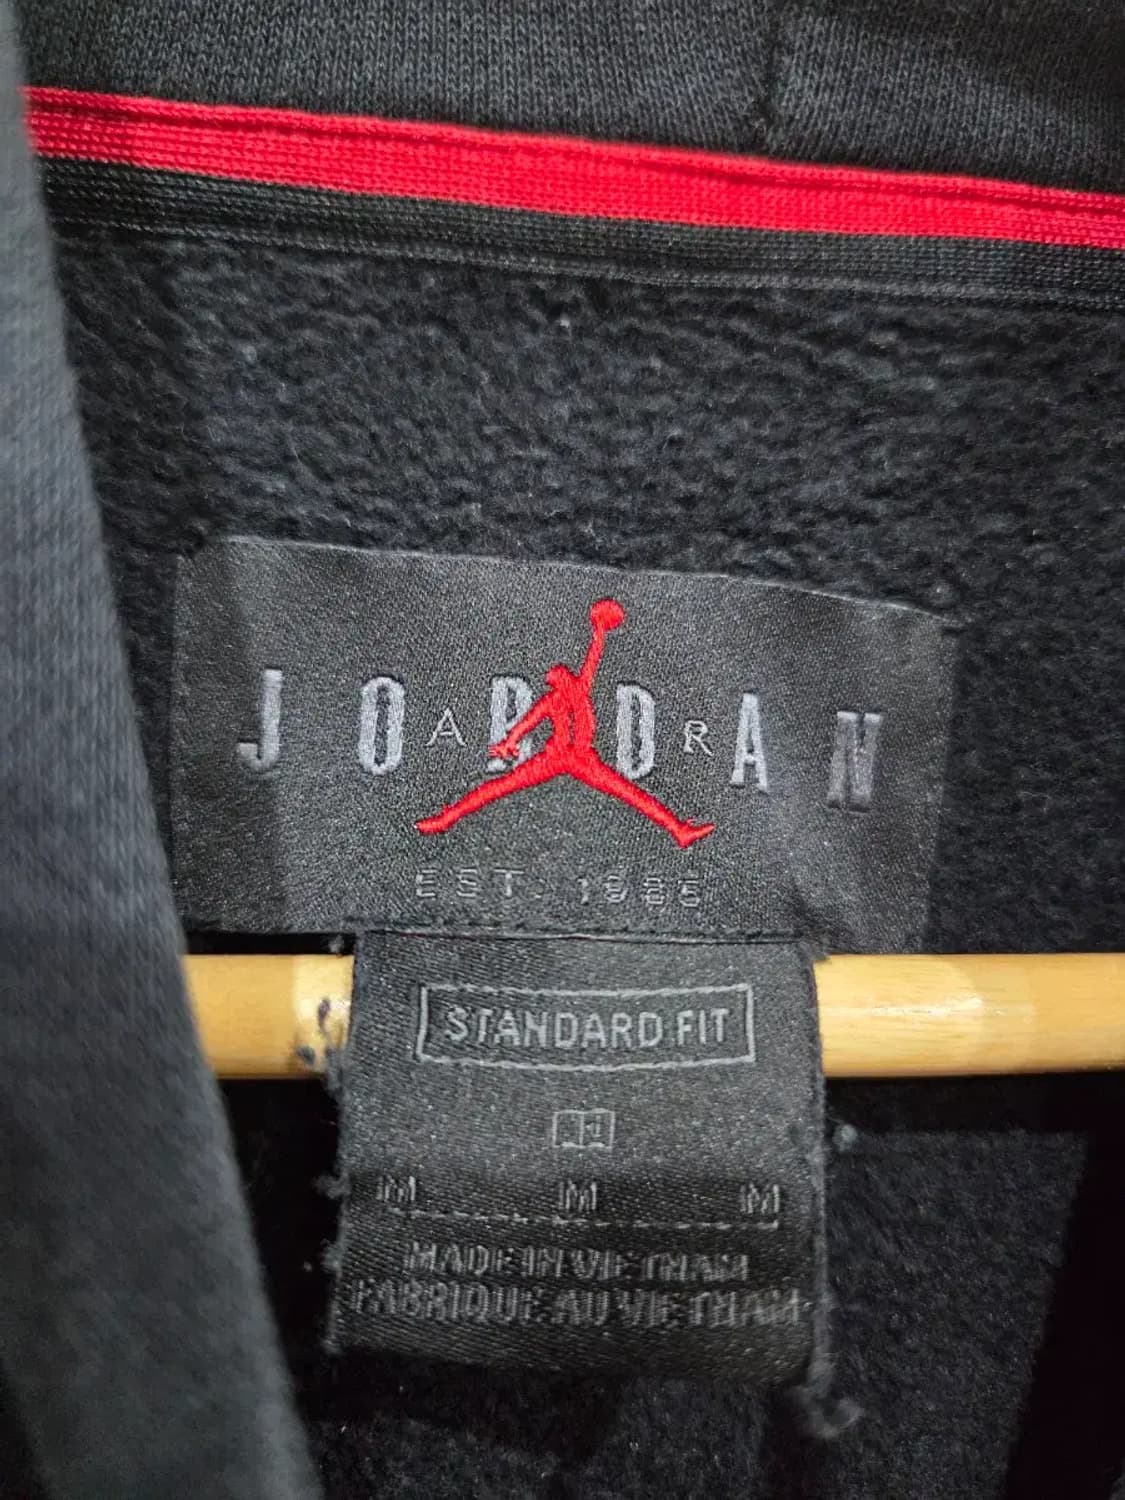 JORDAN
AIR
EST. 1985
STANDARD FIT
M M M
MADE IN VIETNAM
FABRIQUE AU VIETNAM